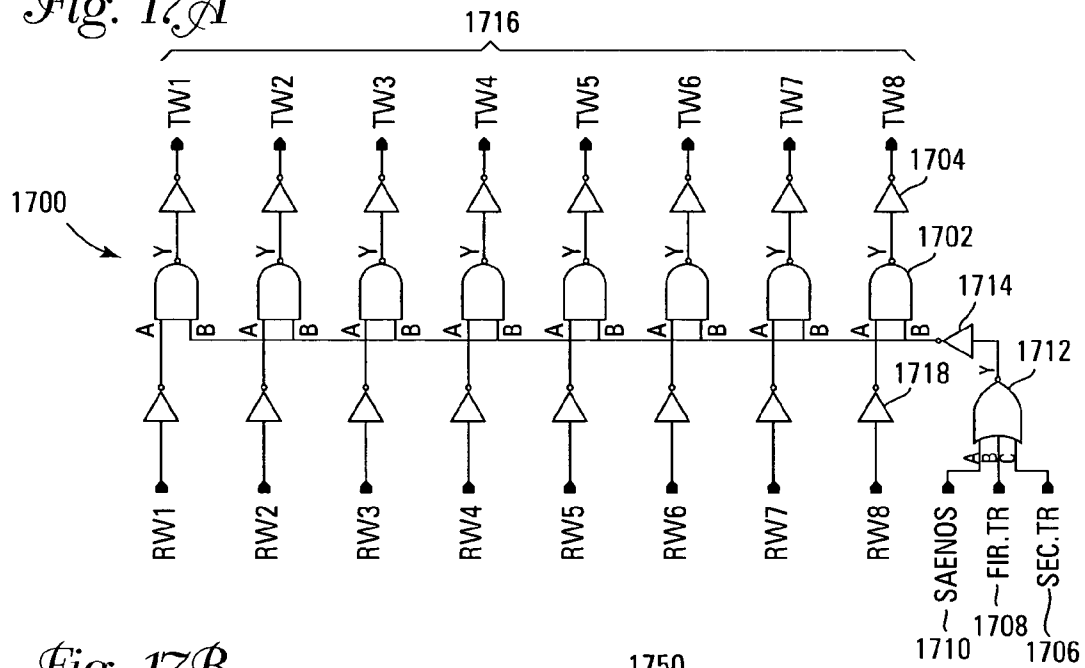 Fig. 17A
1716
TW1 TW2 TW3 TW4 TW5 TW6 TW7 TW8
1704
1700
Y Y Y Y Y Y Y Y
1702
1714
A B A B A B A B A B A B A B A B
1712
Y
1718
A B C
RW1 RW2 RW3 RW4 RW5 RW6 RW7 RW8
SAENOS FIR.TR SEC.TR
1710 1708 1706
Fig. 17B
1750